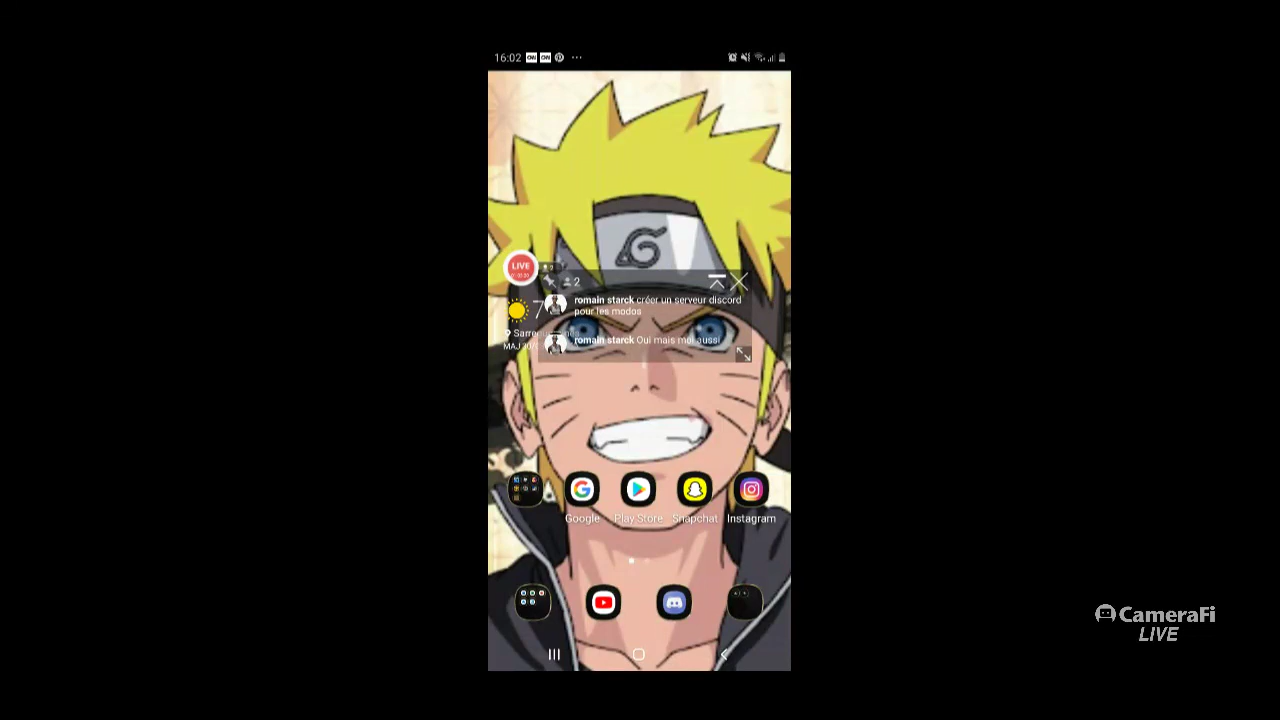 16:02
LIVE
2
romain starck créer un serveur discord
pour les modos
romain starck Oui mais moi aussi
7
Google
Play Store
Snapchat
Instagram
CameraFi
LIVE